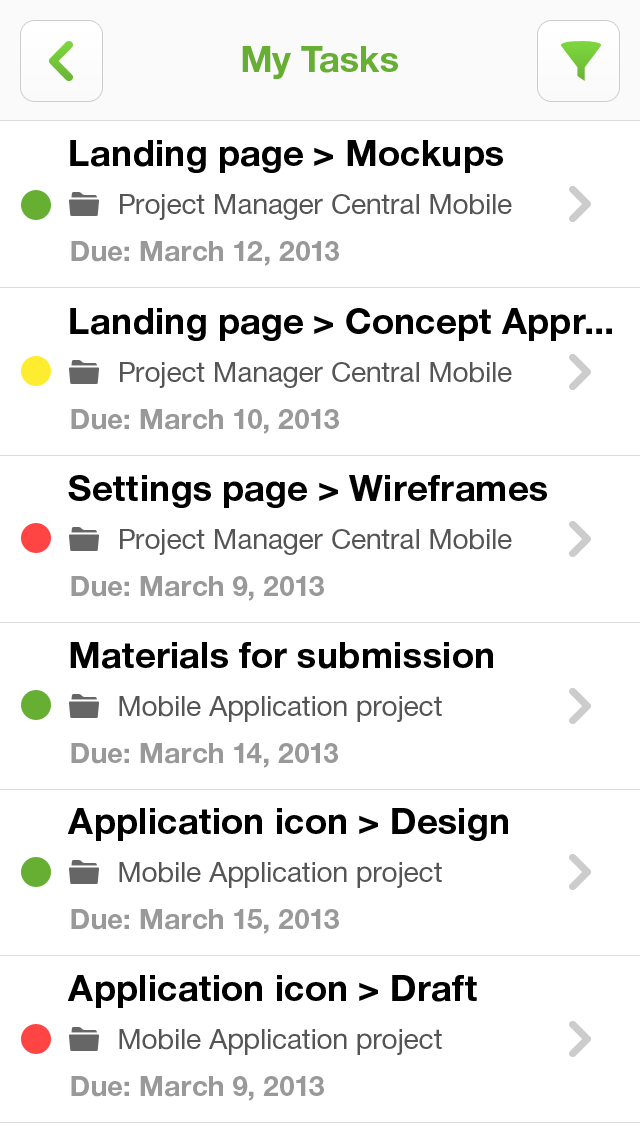 My Tasks
Landing page > Mockups
Project Manager Central Mobile
Due: March 12, 2013
Landing page > Concept Appr...
Project Manager Central Mobile
Due: March 10, 2013
Settings page > Wireframes
Project Manager Central Mobile
Due: March 9, 2013
Materials for submission
Mobile Application project
Due: March 14, 2013
Application icon > Design
Mobile Application project
Due: March 15, 2013
Application icon > Draft
Mobile Application project
Due: March 9, 2013